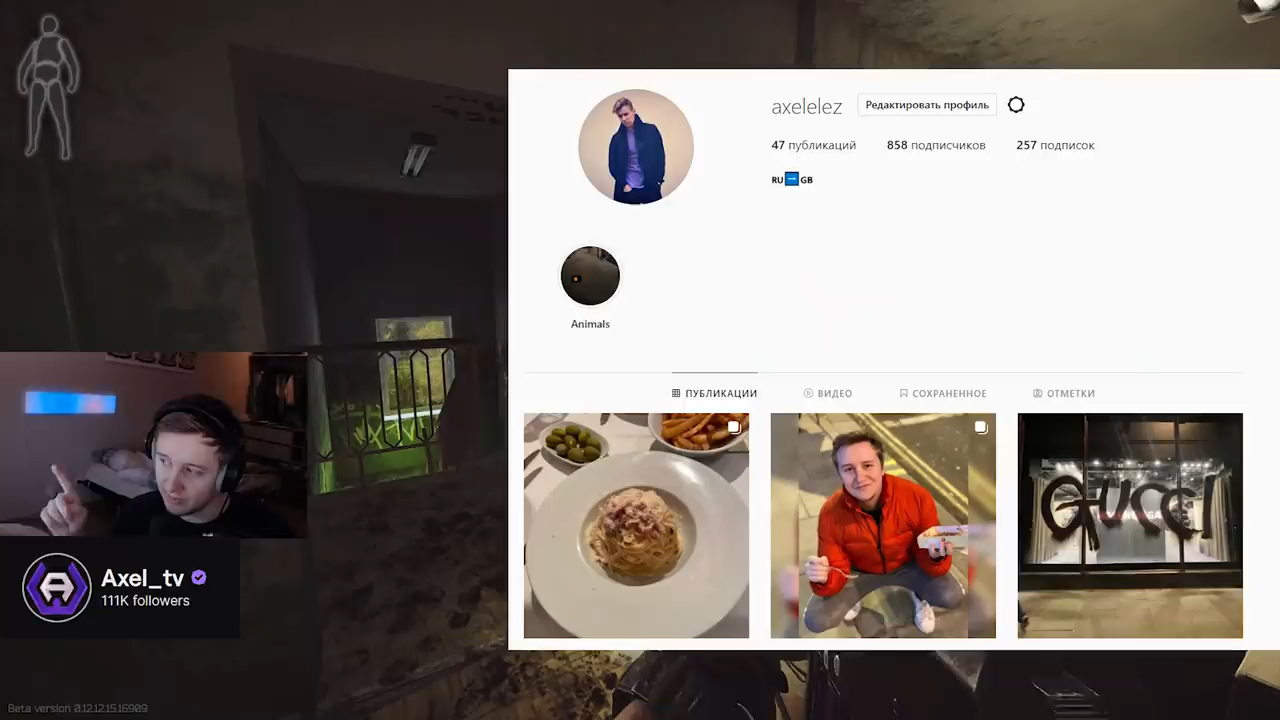 axelelez
Редактировать профиль
47 публикаций 858 подписчиков 257 подписок
RU GB
Animals
ПУБЛИКАЦИИ ВИДЕО СОХРАНЕННОЕ ОТМЕТКИ
GUCCI
Axel_tv
111K followers
Beta version 0.12.12.15.16909